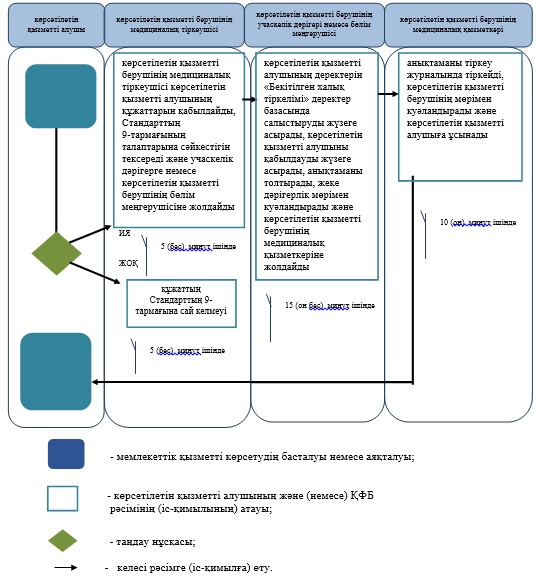 көрсетілетін
қызметті алушы
көрсетілетін қызметті берушінің
медициналық тіркеушісі
көрсетілетін қызметті берушінің
учаскелік дәрігері немесе бөлім
меңгерушісі
көрсетілетін қызметті берушінің
медициналық қызметкері
көрсетілетін қызметті
берушінің медициналық
тіркеушісі көрсетілетін
қызметті алушының
құжаттарын қабылдайды,
Стандарттың
9-тармағының
талаптарына сәйкестігін
тексереді және учаскелік
дәрігерге немесе
көрсетілетін қызметті
берушінің бөлім
меңгерушісіне жолдайды
көрсетілетін қызметті
алушының деректерін
«Бекітілген халық
тіркелімі» деректер
базасында
салыстыруды жүзеге
асырады, көрсетілетін
қызметті алушыны
қабылдауды жүзеге
асырады, анықтаманы
толтырады, жеке
дәрігерлік мөрімен
куәландырады және
көрсетілетін қызметті
берушінің
медициналық
қызметкеріне
жолдайды
анықтаманы тіркеу
журналында тіркейді,
көрсетілетін қызметті
берушінің мөрімен
куәландырады және
көрсетілетін қызметті
алушыға ұсынады
ИЯ
5 (бес) минут ішінде
ЖОҚ
10 (он) минут ішінде
құжаттың
Стандарттың 9-
тармағына сай келмеуі
15 (он бес) минут ішінде
5 (бес) минут ішінде
- мемлекеттік қызметті көрсетудің басталуы немесе аяқталуы;
- көрсетілетін қызметті алушының және (немесе) ҚФБ
рәсімінің (іс-қимылының) атауы;
- таңдау нұсқасы;
- келесі рәсімге (іс-қимылға) өту.